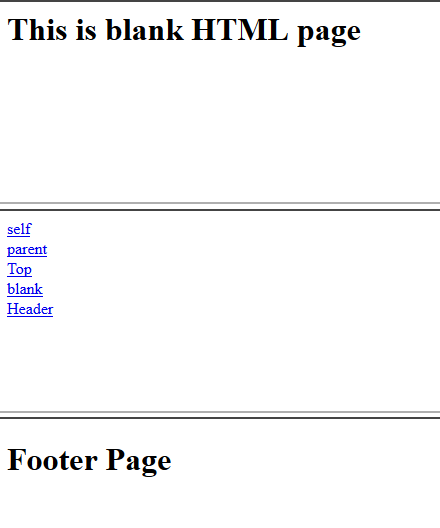 This is blank HTML page
self
parent
Top
blank
Header
Footer Page